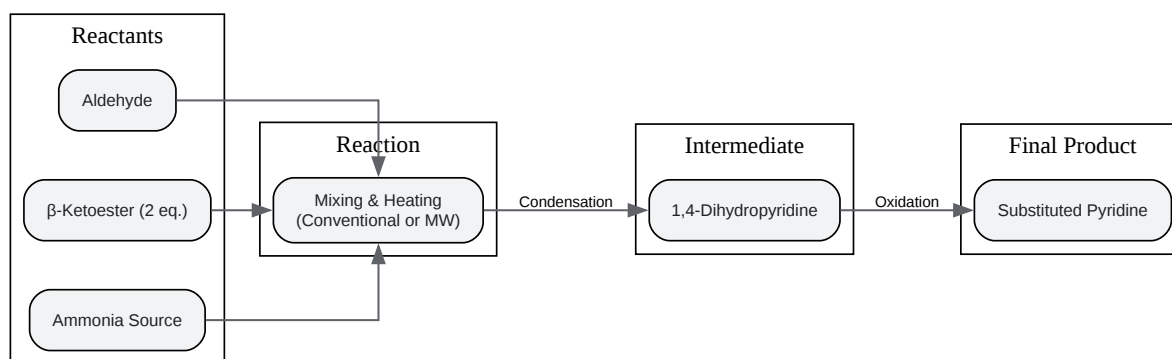 Reactants
Aldehyde
β-Ketoester (2 eq.)
Ammonia Source
Reaction
Mixing & Heating
(Conventional or MW)
Condensation
Intermediate
1,4-Dihydropyridine
Oxidation
Final Product
Substituted Pyridine